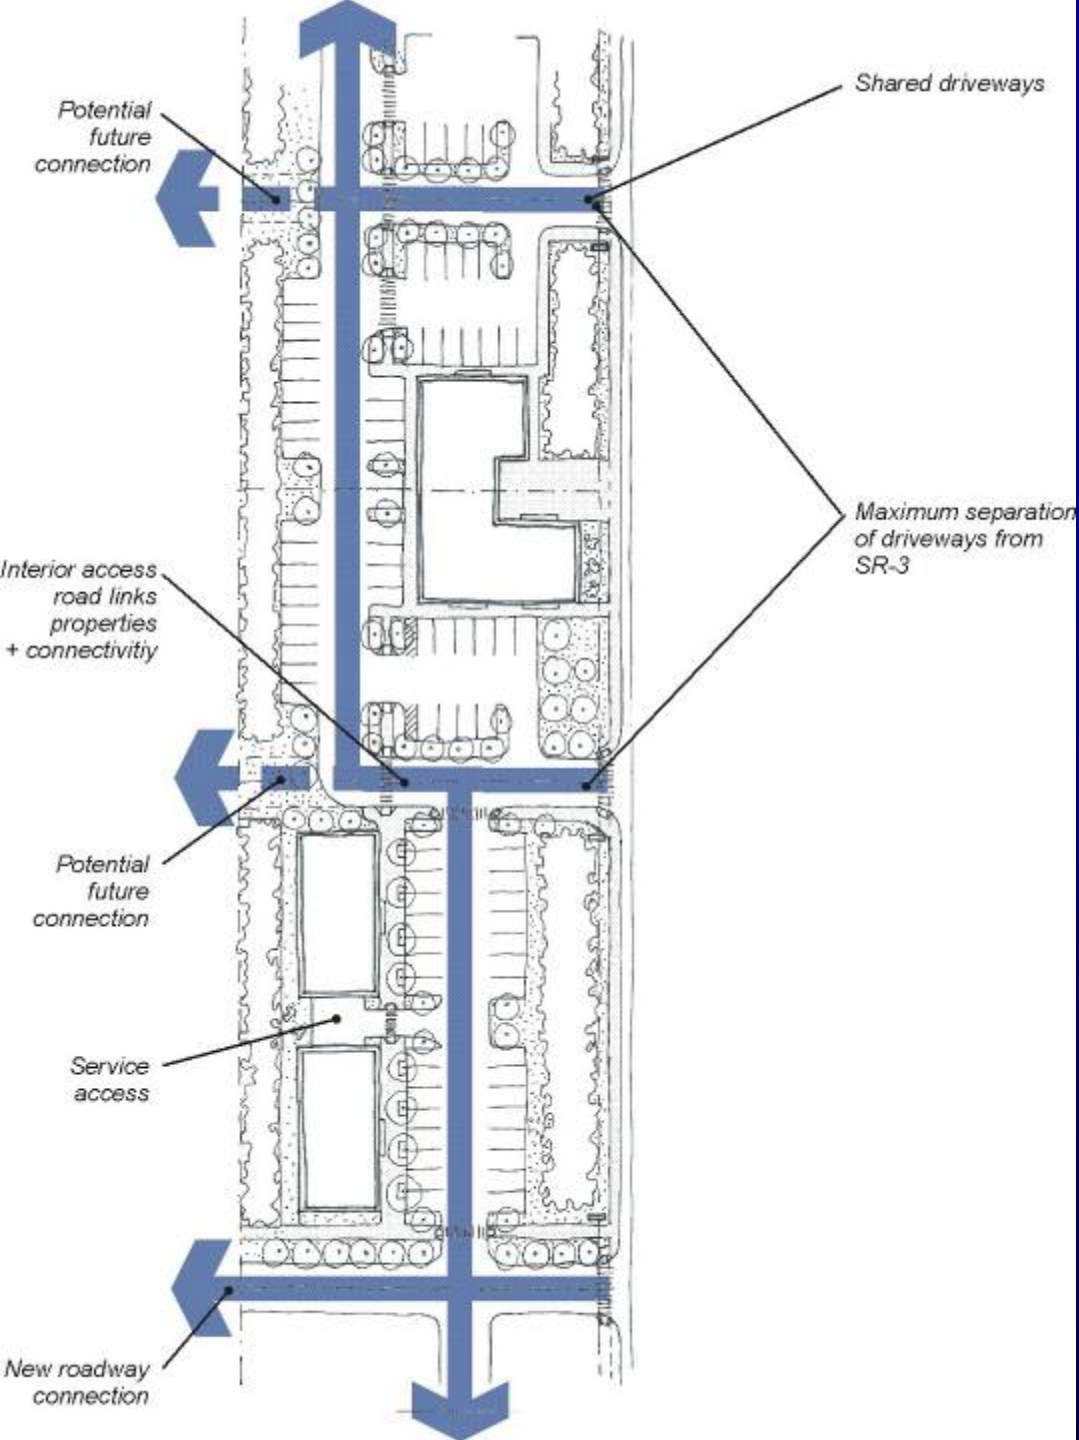 Shared driveways
Potential
future
connection
Maximum separation
of driveways from
SR-3
Interior access
road links
properties
+ connectivitiy
Potential
future
connection
Service
access
New roadway
connection